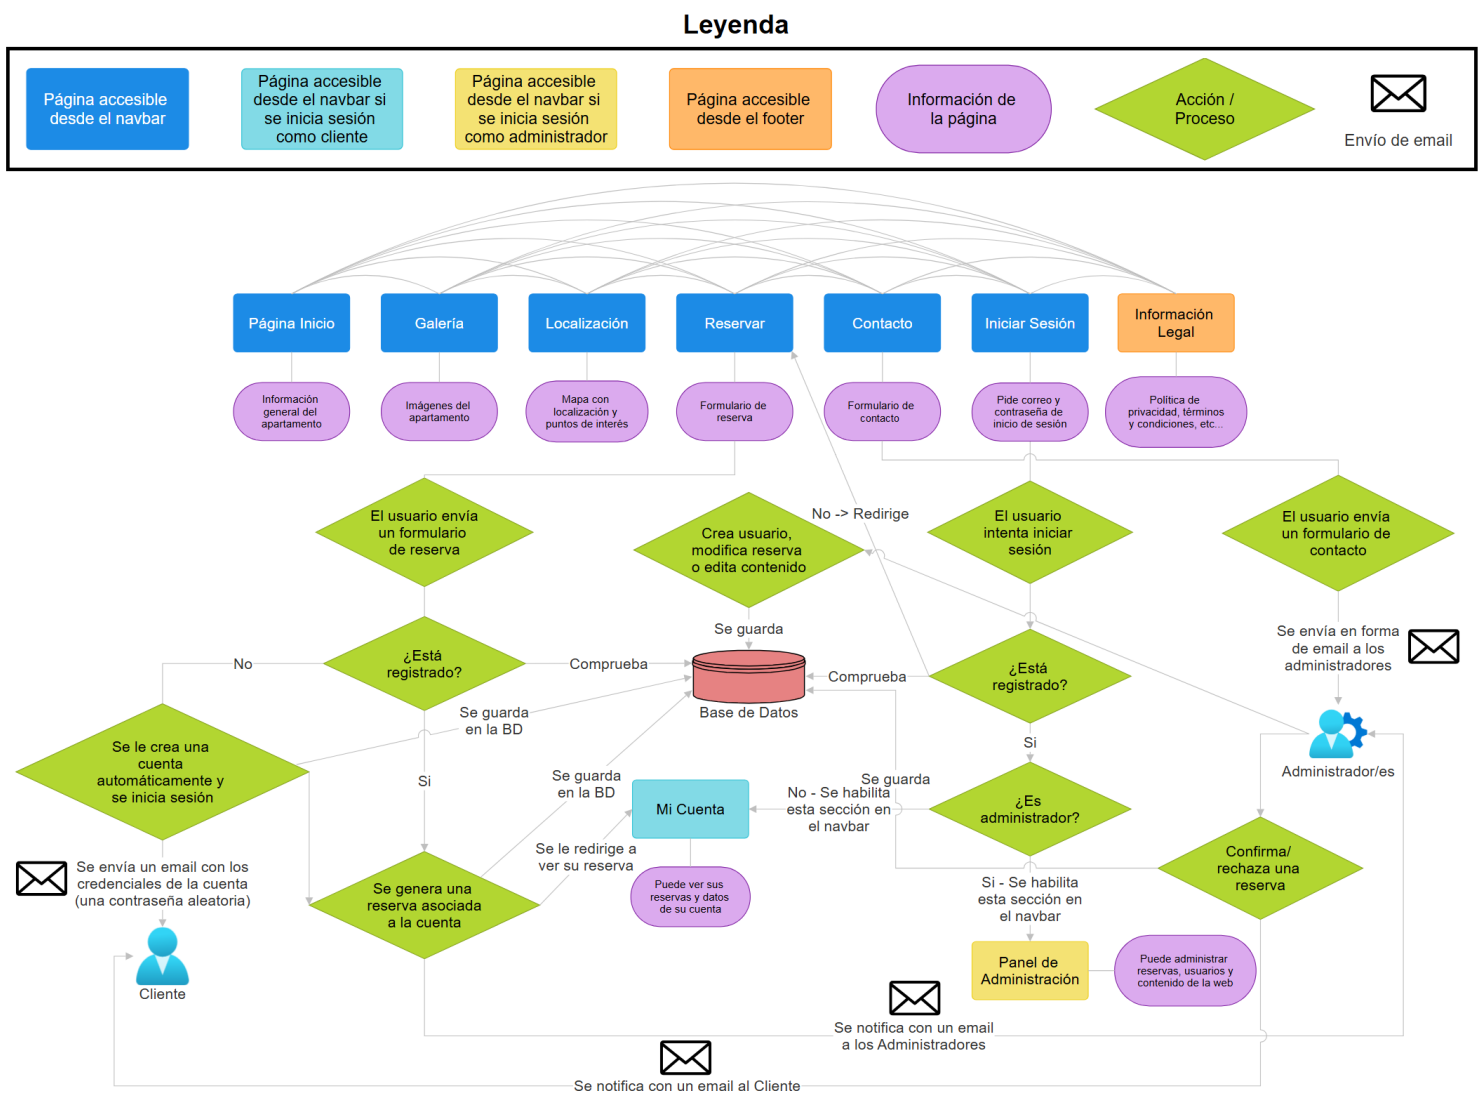 Leyenda
Página accesible
desde el navbar
Página accesible
desde el navbar si
se inicia sesión
como cliente
Página accesible
desde el navbar si
se inicia sesión
como administrador
Página accesible
desde el footer
Información de
la página
Acción /
Proceso
Envío de email
Página Inicio
Galería
Localización
Reservar
Contacto
Iniciar Sesión
Información
Legal
Información
general del
apartamento
Imágenes del
apartamento
Mapa con
localización y
puntos de interés
Formulario de
reserva
Formulario de
contacto
Pide correo y
contraseña de
inicio de sesión
Política de
privacidad, términos
y condiciones, etc...
El usuario envía
un formulario
de reserva
Crea usuario,
modifica reserva
o edita contenido
No -> Redirige
El usuario
intenta iniciar
sesión
El usuario envía
un formulario de
contacto
Se guarda
Se envía en forma
de email a los
administradores
No
¿Está
registrado?
Comprueba
Base de Datos
Comprueba
¿Está
registrado?
Se guarda
en la BD
Se le crea una
cuenta
automáticamente y
se inicia sesión
Si
Si
Administrador/es
Se guarda
en la BD
Mi Cuenta
Se guarda
No - Se habilita
esta sección en
el navbar
¿Es
administrador?
Se le redirige a
ver su reserva
Confirma/
rechaza una
reserva
Se envía un email con los
credenciales de la cuenta
(una contraseña aleatoria)
Se genera una
reserva asociada
a la cuenta
Puede ver sus
reservas y datos
de su cuenta
Si - Se habilita
esta sección en
el navbar
Cliente
Panel de
Administración
Puede administrar
reservas, usuarios y
contenido de la web
Se notifica con un email
a los Administradores
Se notifica con un email al Cliente